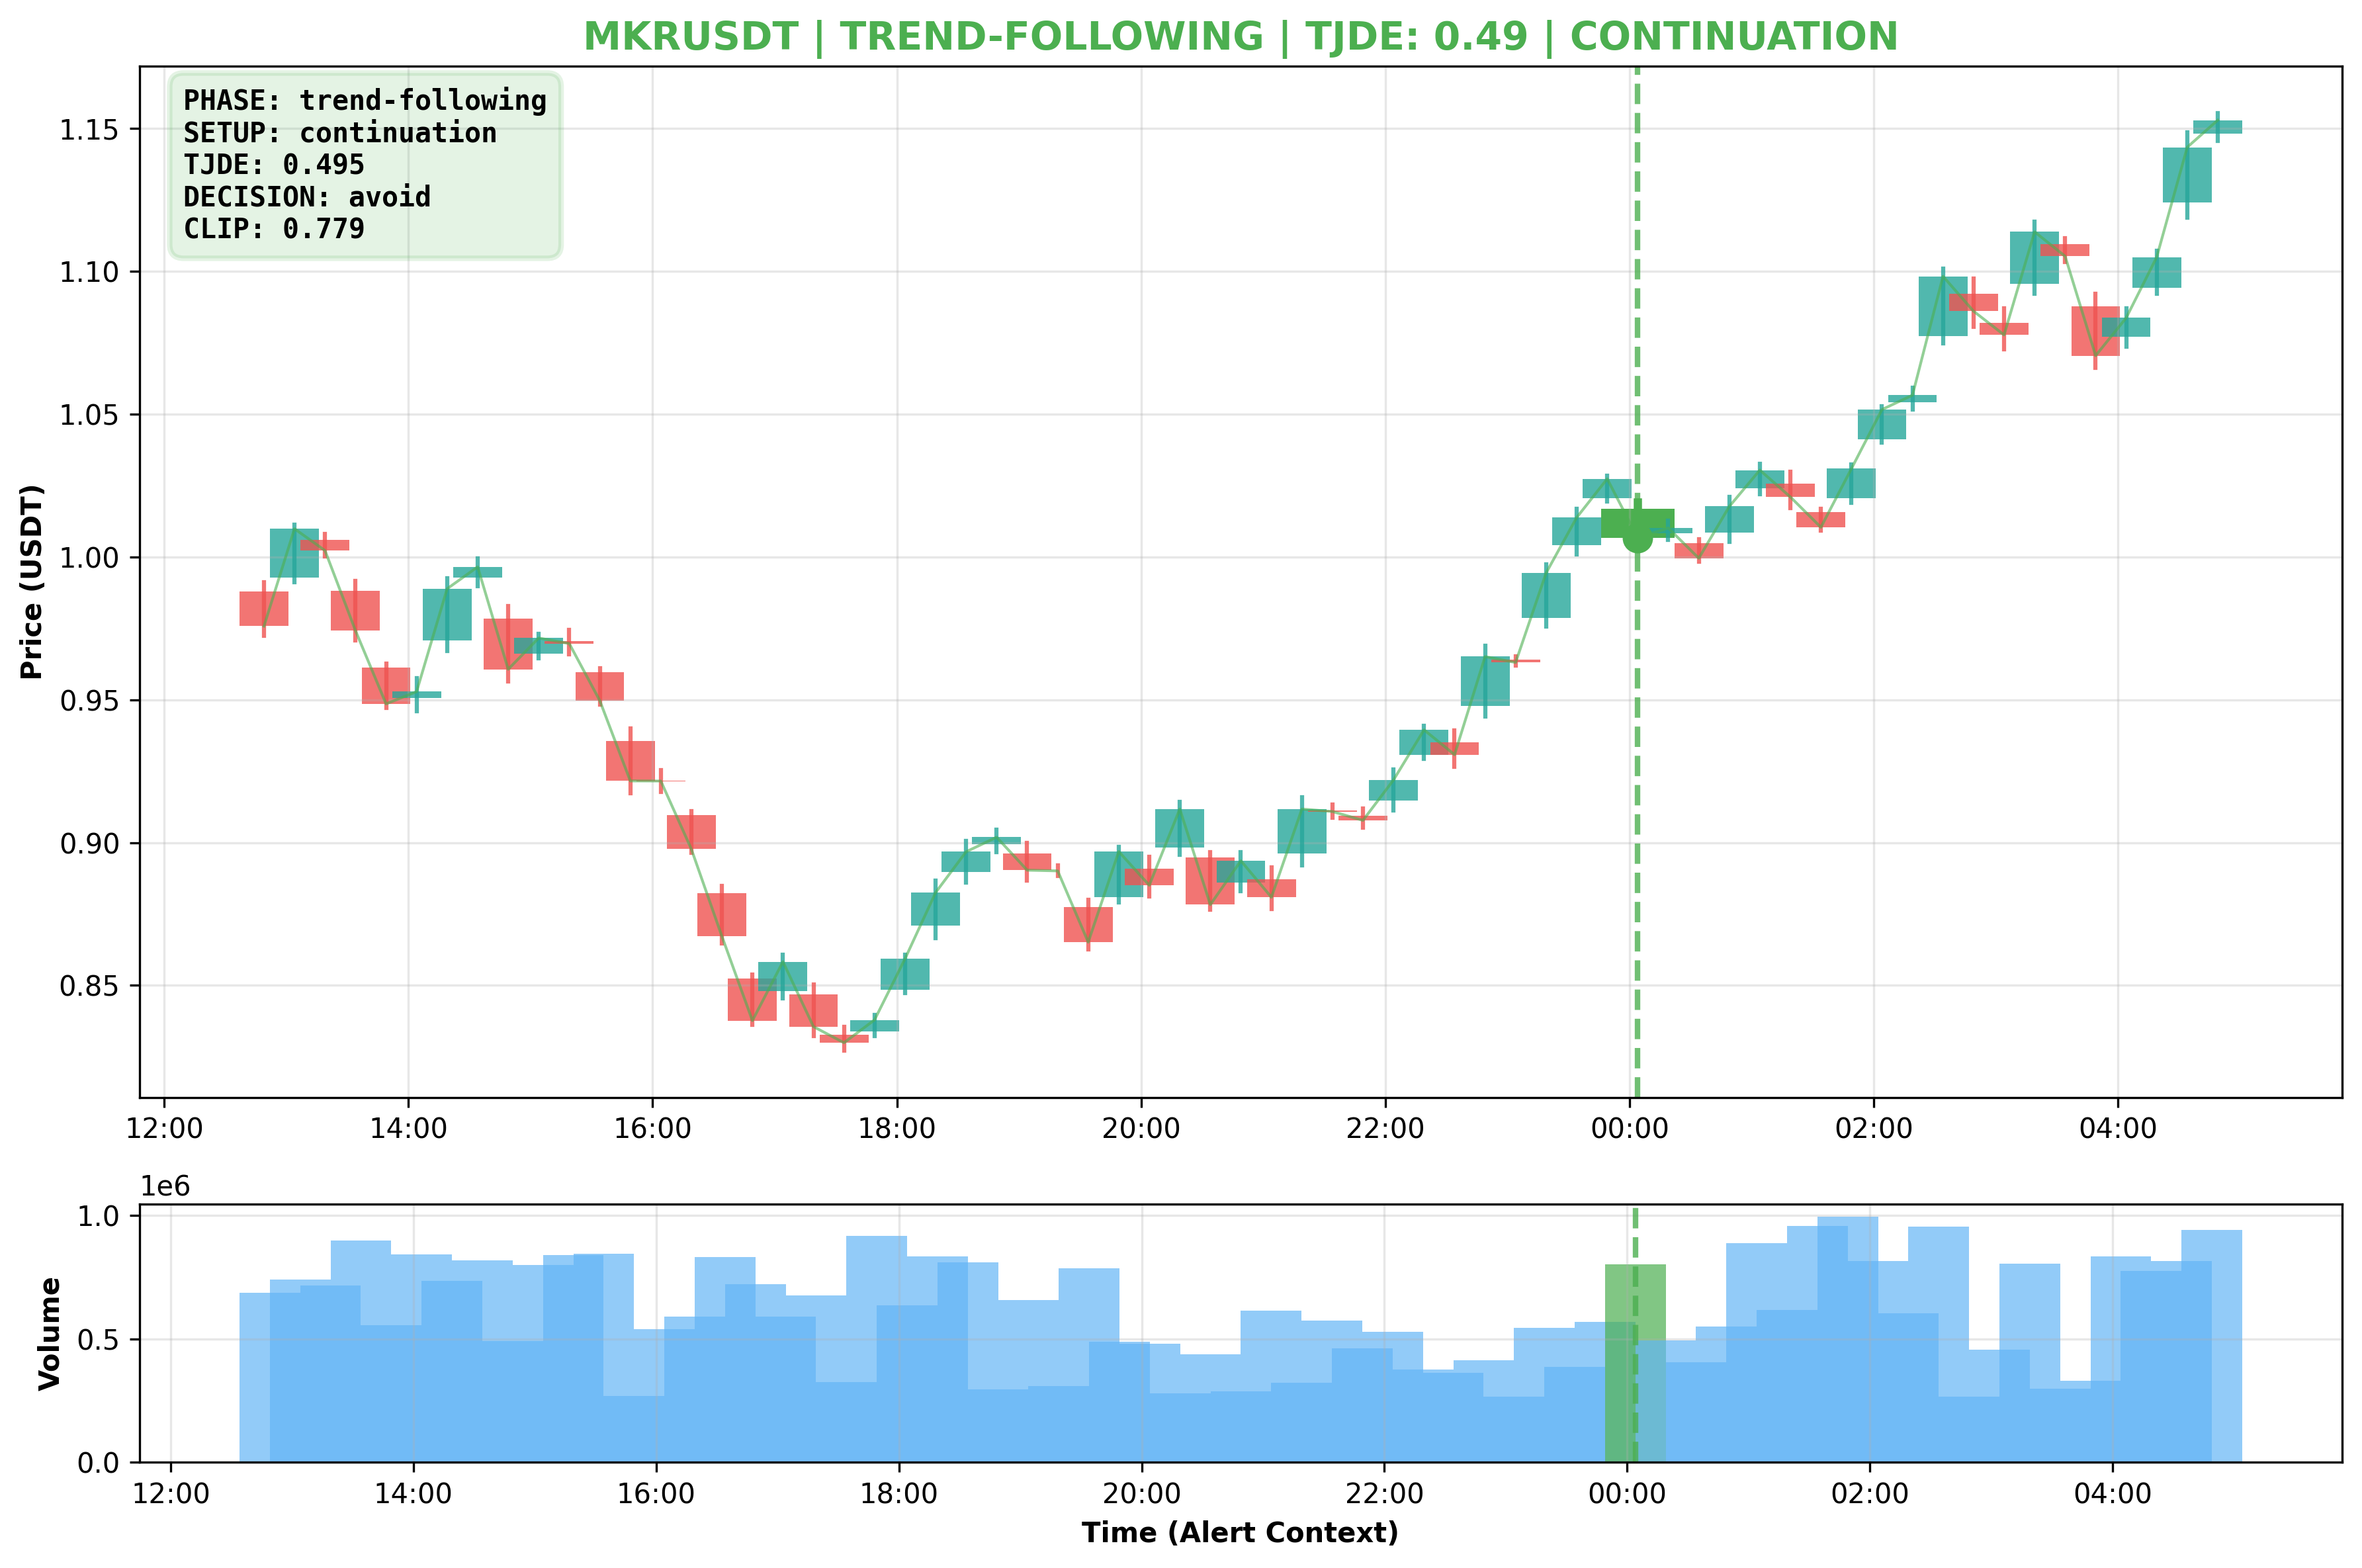 MKRUSDT | TREND-FOLLOWING | TJDE: 0.49 | CONTINUATION
PHASE: trend-following
SETUP: continuation
TJDE: 0.495
DECISION: avoid
CLIP: 0.779
Price (USDT)
1.15
1.10
1.05
1.00
0.95
0.90
0.85
12:00 14:00 16:00 18:00 20:00 22:00 00:00 02:00 04:00
1e6
Volume
1.0
0.5
0.0
12:00 14:00 16:00 18:00 20:00 22:00 00:00 02:00 04:00
Time (Alert Context)